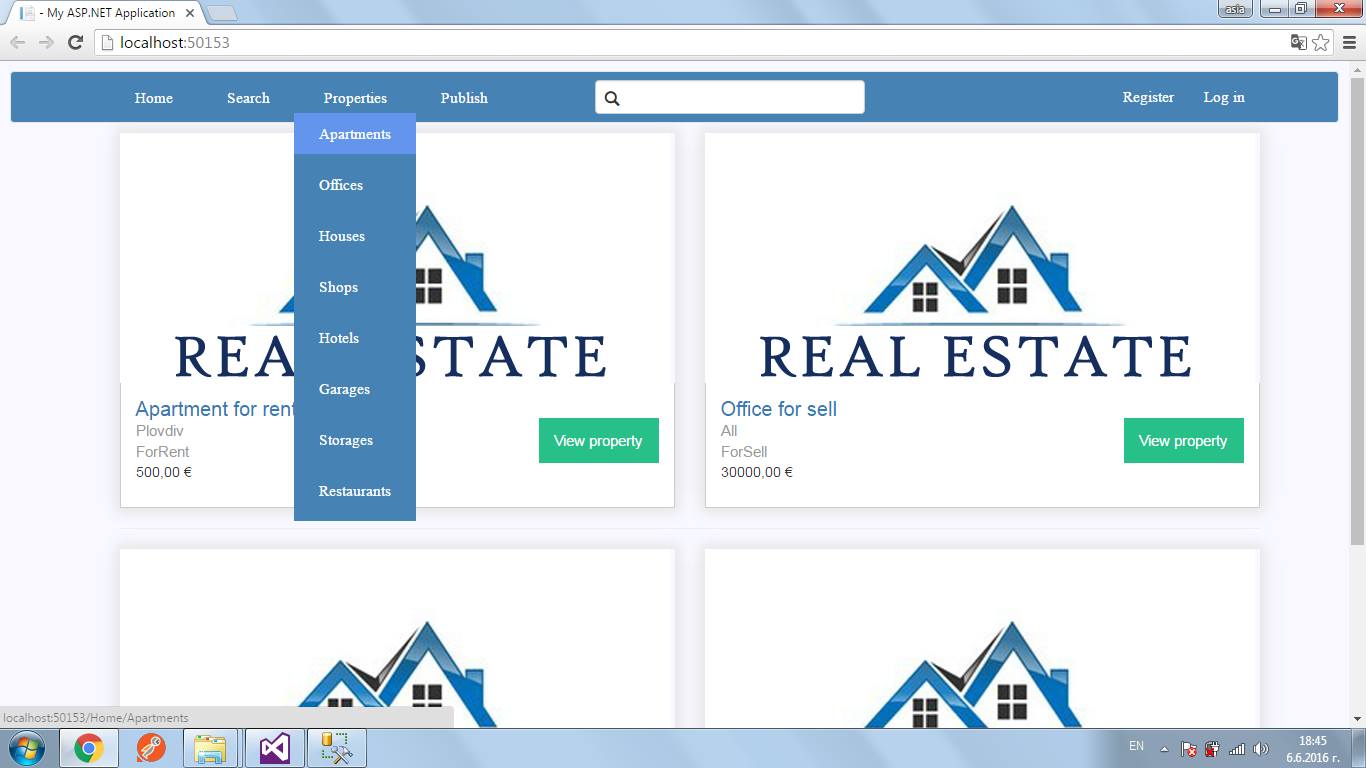 - My ASP.NET Application
asia
localhost:50153
Home Search Properties Publish Register Log in
Apartments
Offices
Houses
Shops
Hotels
Garages
Storages
Restaurants
REA STATE
Apartment for rent
Plovdiv
ForRent
500,00 €
View property
REAL ESTATE
Office for sell
All
ForSell
30000,00 €
View property
localhost:50153/Home/Apartments
EN
18:45
6.6.2016 г.